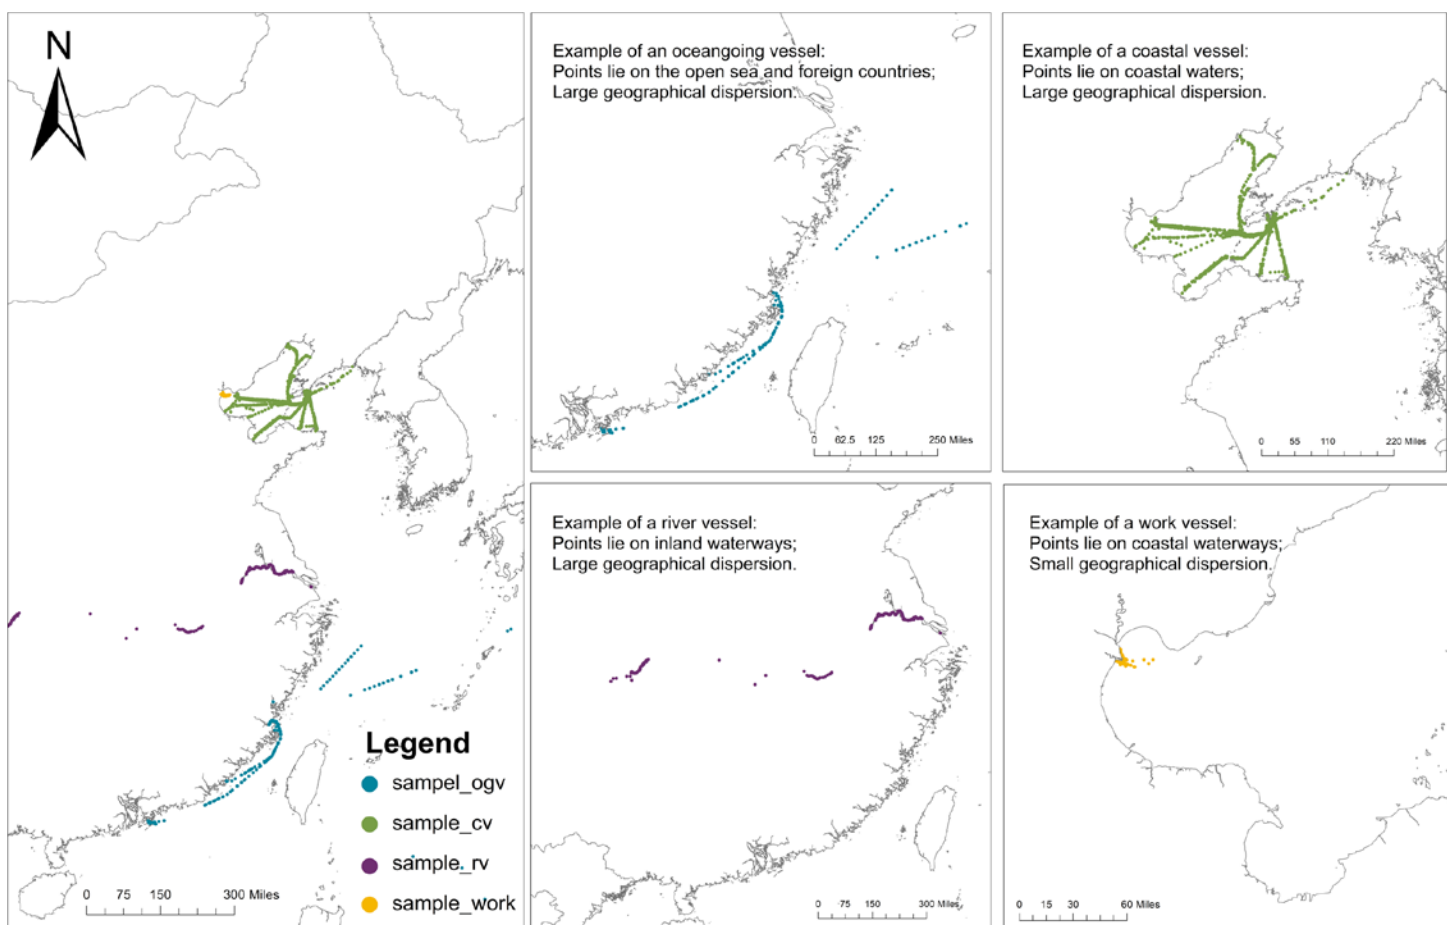 N
Legend
sampel_ogv
sample_cv
sample_rv
sample_work
0 75 150 300 Miles
Example of an oceangoing vessel:
Points lie on the open sea and foreign countries;
Large geographical dispersion.
0 62.5 125 250 Miles
Example of a coastal vessel:
Points lie on coastal waters;
Large geographical dispersion.
0 55 110 220 Miles
Example of a river vessel:
Points lie on inland waterways;
Large geographical dispersion.
0 75 150 300 Miles
Example of a work vessel:
Points lie on coastal waterways;
Small geographical dispersion.
0 15 30 60 Miles